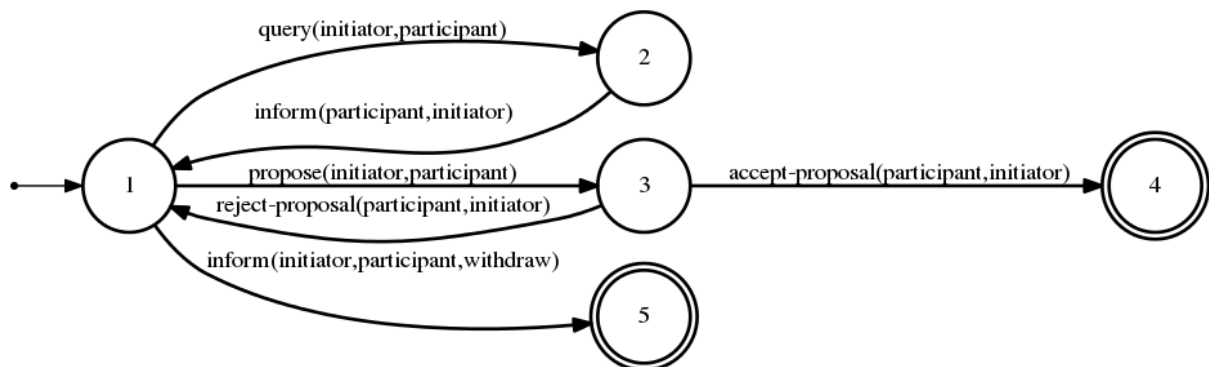 query(initiator,participant)
2
inform(participant,initiator)
1
propose(initiator,participant)
3
accept-proposal(participant,initiator)
4
reject-proposal(participant,initiator)
inform(initiator,participant,withdraw)
5